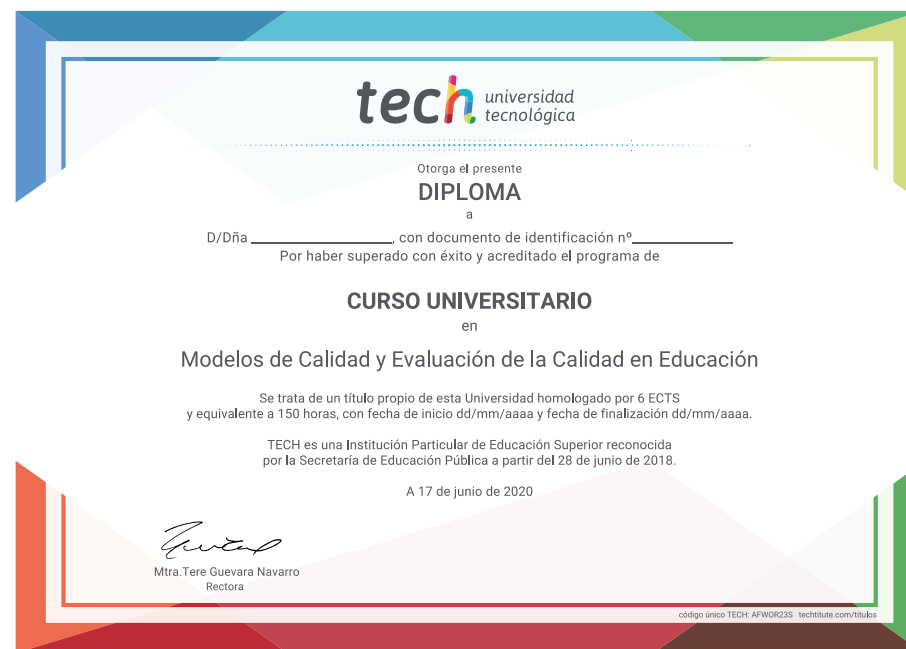 tech universidad
tecnológica
Otorga el presente
DIPLOMA
a
D/Dña ____________________, con documento de identificación nº______________
Por haber superado con éxito y acreditado el programa de
CURSO UNIVERSITARIO
en
Modelos de Calidad y Evaluación de la Calidad en Educación
Se trata de un título propio de esta Universidad homologado por 6 ECTS
y equivalente a 150 horas, con fecha de inicio dd/mm/aaaa y fecha de finalización dd/mm/aaaa.
TECH es una Institución Particular de Educación Superior reconocida
por la Secretaría de Educación Pública a partir del 28 de junio de 2018.
A 17 de junio de 2020
Mtra.Tere Guevara Navarro
Rectora
código único TECH: AFWOR23S techtitute.com/titulos